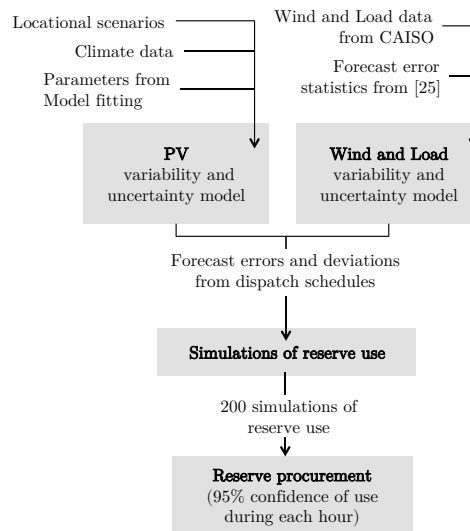 Locational scenarios
Climate data
Parameters from
Model fitting
Wind and Load data
from CAISO
Forecast error
statistics from [25]
PV
variability and
uncertainty model
Wind and Load
variability and
uncertainty model
Forecast errors and deviations
from dispatch schedules
Simulations of reserve use
200 simulations of
reserve use
Reserve procurement
(95% confidence of use
during each hour)